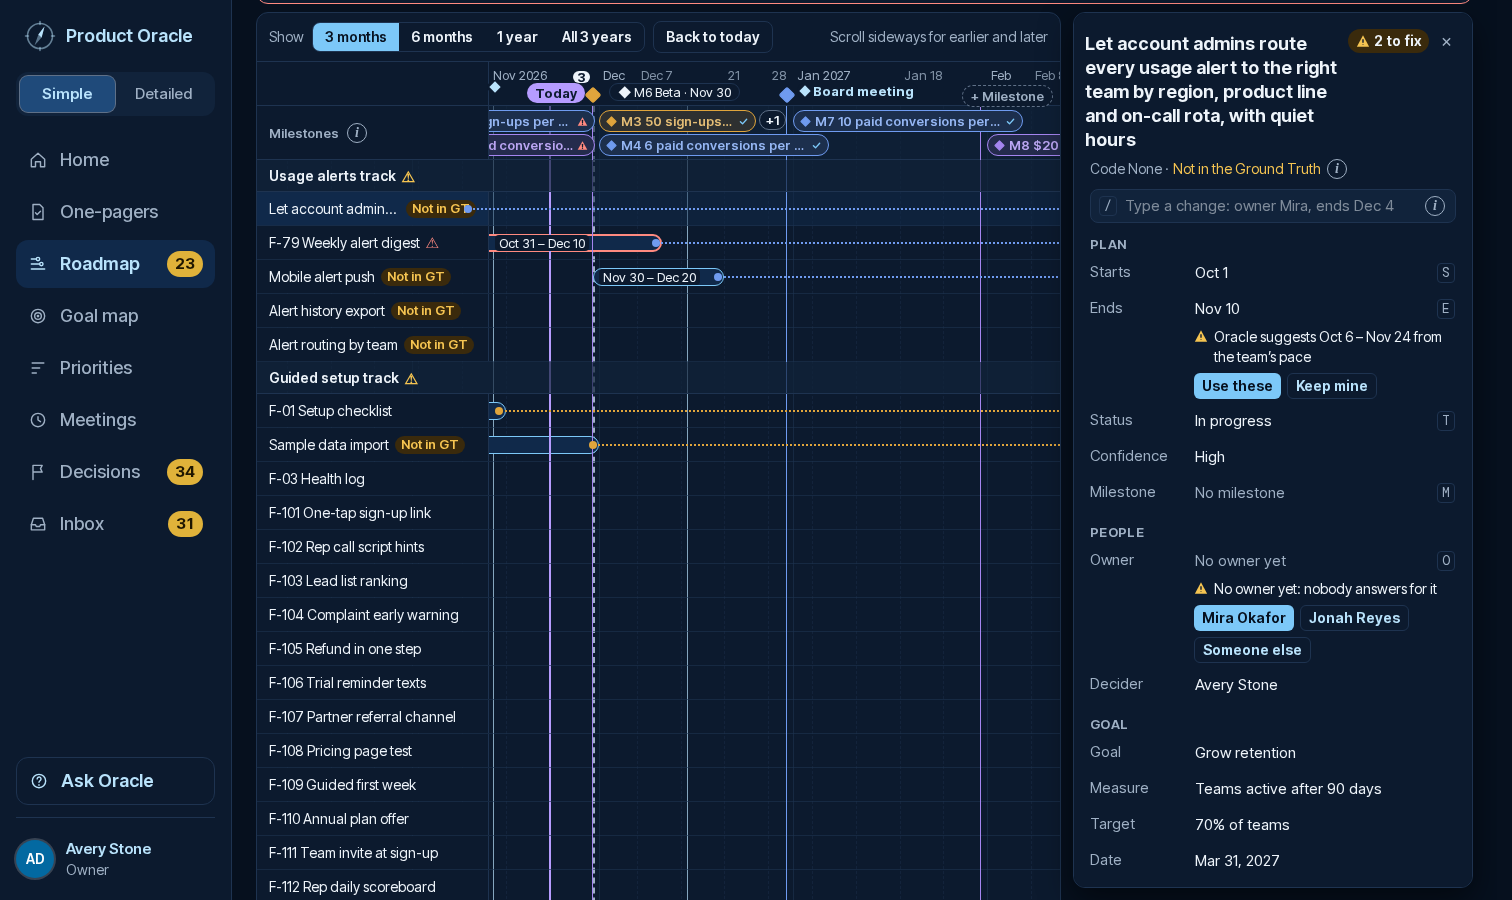 Product Oracle
Simple
Detailed
Home
One-pagers
Roadmap
23
Goal map
Priorities
Meetings
Decisions
34
Inbox
31
Ask Oracle
AD
Avery Stone
Owner
Show
3 months
6 months
1 year
All 3 years
Back to today
Scroll sideways for earlier and later
Nov 2026
3
Dec
Dec 7
21
28
Jan 2027
Jan 18
Feb
Feb 8
Today
M6 Beta · Nov 30
Board meeting
+ Milestone
Milestones
gn-ups per ...
M3 50 sign-ups...
+1
M7 10 paid conversions per...
d conversio...
M4 6 paid conversions per ...
M8 $20
Usage alerts track
Let account admin...
Not in GT
F-79 Weekly alert digest
Oct 31 – Dec 10
Mobile alert push
Not in GT
Nov 30 – Dec 20
Alert history export
Not in GT
Alert routing by team
Not in GT
Guided setup track
F-01 Setup checklist
Sample data import
Not in GT
F-03 Health log
F-101 One-tap sign-up link
F-102 Rep call script hints
F-103 Lead list ranking
F-104 Complaint early warning
F-105 Refund in one step
F-106 Trial reminder texts
F-107 Partner referral channel
F-108 Pricing page test
F-109 Guided first week
F-110 Annual plan offer
F-111 Team invite at sign-up
F-112 Rep daily scoreboard
Let account admins route
every usage alert to the right
team by region, product line
and on-call rota, with quiet
hours
2 to fix
×
Code None · Not in the Ground Truth
i
/
Type a change: owner Mira, ends Dec 4
i
PLAN
Starts
Oct 1
S
Ends
Nov 10
E
Oracle suggests Oct 6 – Nov 24 from
the team's pace
Use these
Keep mine
Status
In progress
T
Confidence
High
Milestone
No milestone
M
PEOPLE
Owner
No owner yet
O
No owner yet: nobody answers for it
Mira Okafor
Jonah Reyes
Someone else
Decider
Avery Stone
GOAL
Goal
Grow retention
Measure
Teams active after 90 days
Target
70% of teams
Date
Mar 31, 2027